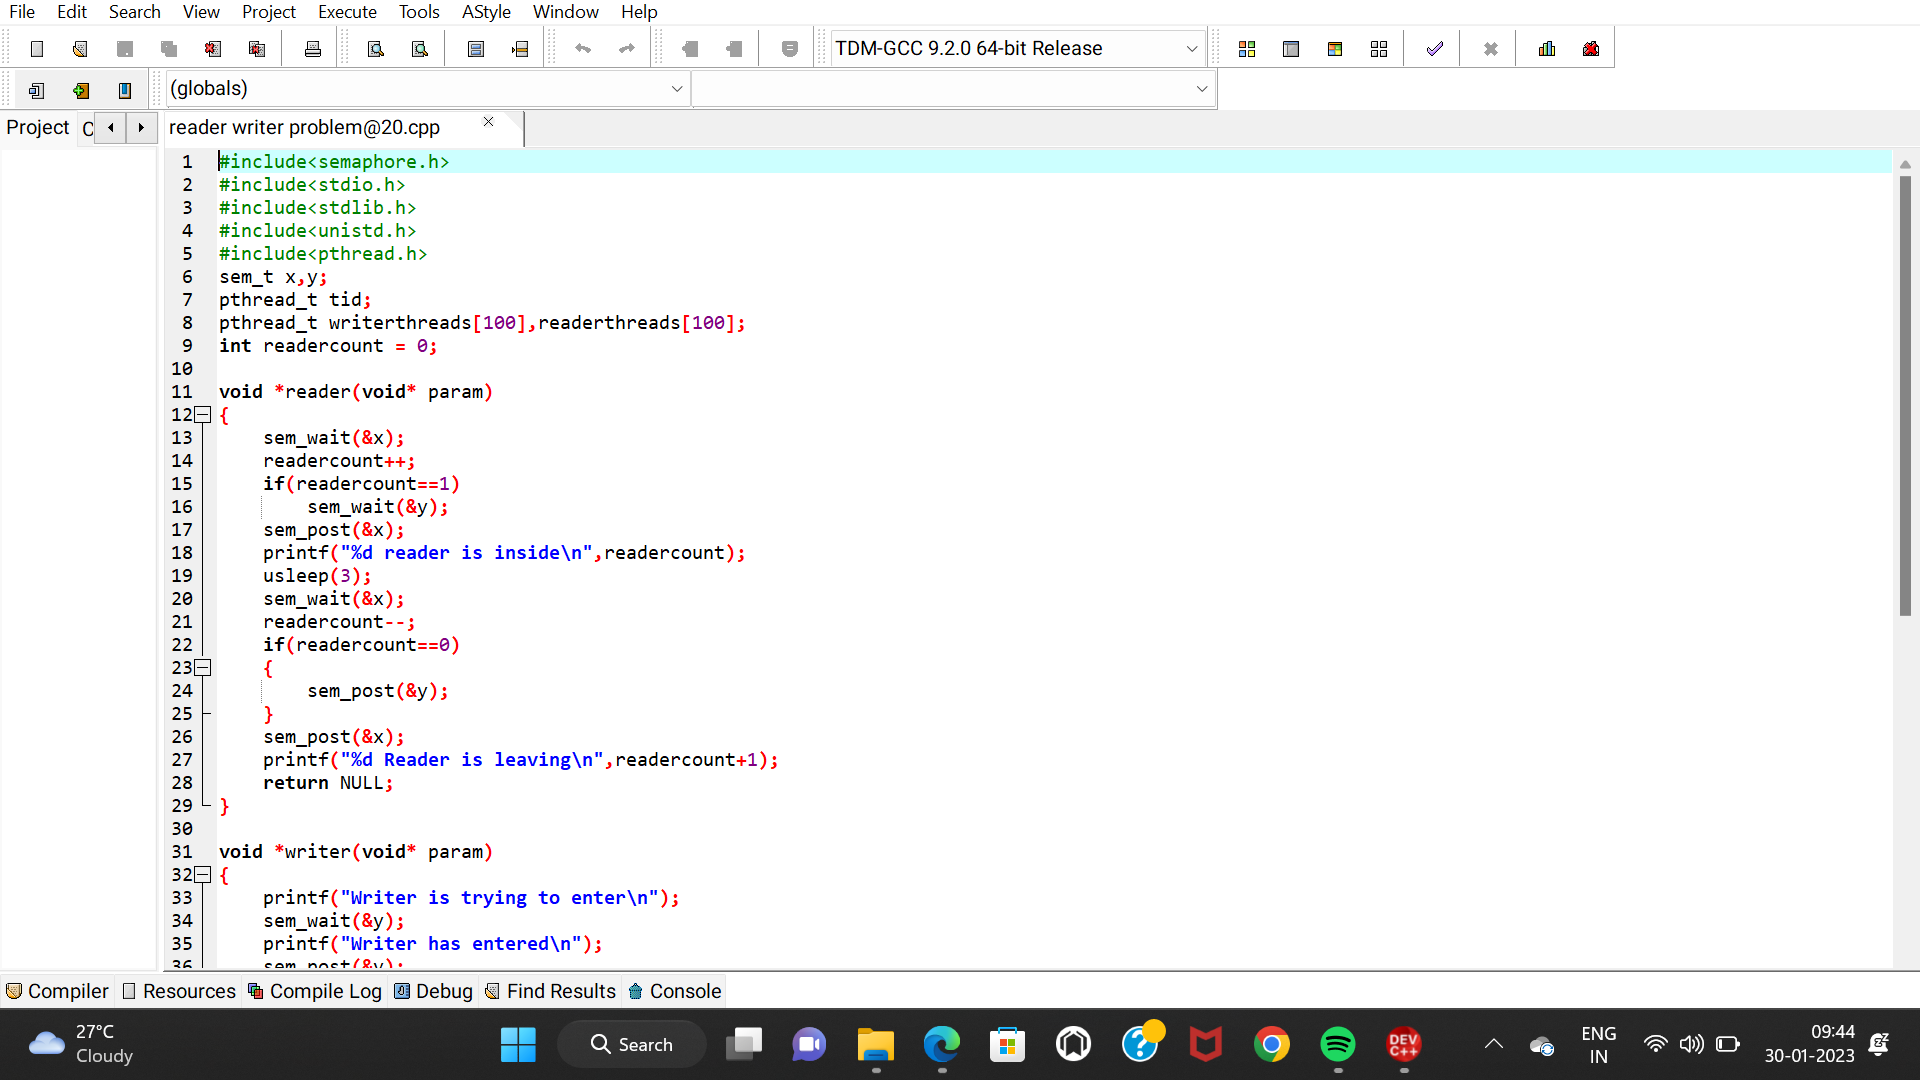 File Edit Search View Project Execute Tools AStyle Window Help
TDM-GCC 9.2.0 64-bit Release
(globals)
Project C reader writer problem@20.cpp
1 #include<semaphore.h>
2 #include<stdio.h>
3 #include<stdlib.h>
4 #include<unistd.h>
5 #include<pthread.h>
6 sem_t x,y;
7 pthread_t tid;
8 pthread_t writerthreads[100],readerthreads[100];
9 int readercount = 0;
10
11 void *reader(void* param)
12 {
13 sem_wait(&x);
14 readercount++;
15 if(readercount==1)
16 sem_wait(&y);
17 sem_post(&x);
18 printf("%d reader is inside\n",readercount);
19 usleep(3);
20 sem_wait(&x);
21 readercount--;
22 if(readercount==0)
23 {
24 sem_post(&y);
25 }
26 sem_post(&x);
27 printf("%d Reader is leaving\n",readercount+1);
28 return NULL;
29 }
30
31 void *writer(void* param)
32 {
33 printf("Writer is trying to enter\n");
34 sem_wait(&y);
35 printf("Writer has entered\n");
36 sem_post(&y);
Compiler Resources Compile Log Debug Find Results Console
27°C
Cloudy
Search
DEV
C++
ENG
IN
09:44
30-01-2023